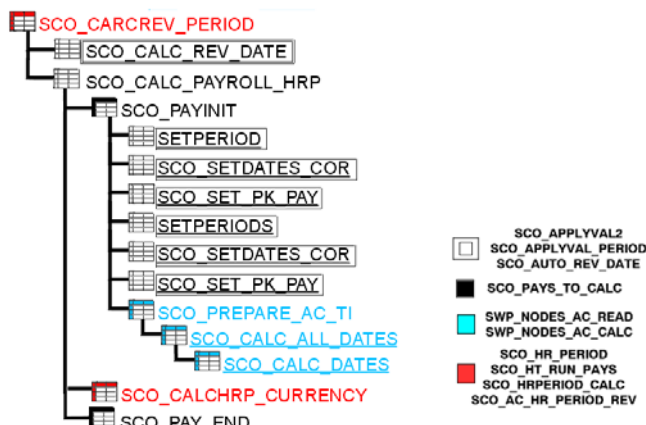 SCO_CARCREV_PERIOD
SCO_CALC_REV_DATE
SCO_CALC_PAYROLL_HRP
SCO_PAYINIT
SETPERIOD
SCO_SETDATES_COR
SCO_SET_PK_PAY
SETPERIODS
SCO_SETDATES_COR
SCO_SET_PK_PAY
SCO_PREPARE_AC_TI
SCO_CALC_ALL_DATES
SCO_CALC_DATES
SCO_CALCHRP_CURRENCY
SCO_PAY_END
SCO_APPLYVAL2
SCO_APPLYVAL_PERIOD
SCO_AUTO_REV_DATE
SCO_PAYS_TO_CALC
SWP_NODES_AC_READ
SWP_NODES_AC_CALC
SCO_HR_PERIOD
SCO_HT_RUN_PAYS
SCO_HRPERIOD_CALC
SCO_AC_HR_PERIOD_REV